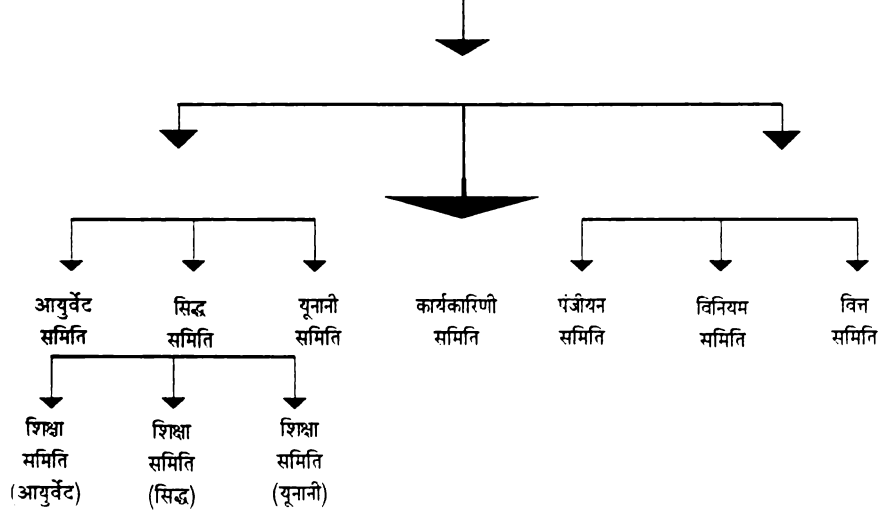 आयुर्वेट सिद्ध यूनानी कार्यकारिणी पंजीयन विनियम वित्त
समिति समिति समिति समिति समिति समिति समिति
शिक्षा शिक्षा शिक्षा
समिति समिति समिति
(आयुर्वेट) (सिद्ध) (यूनानी)